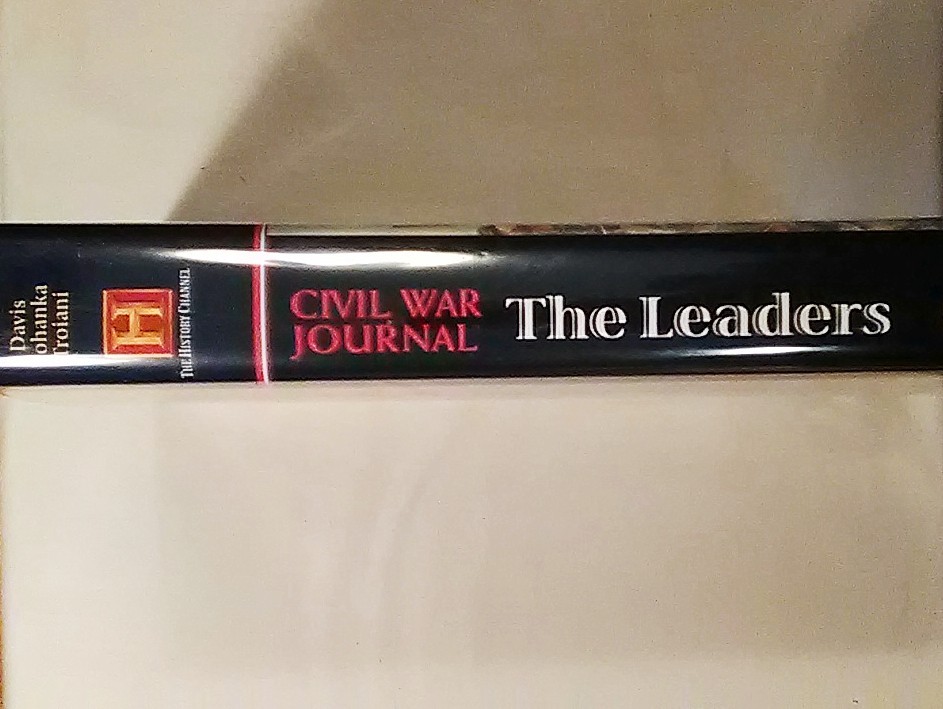 Davis
ohanka
Troiani
H
THE HISTORY CHANNEL
CIVIL WAR
JOURNAL
The Leaders